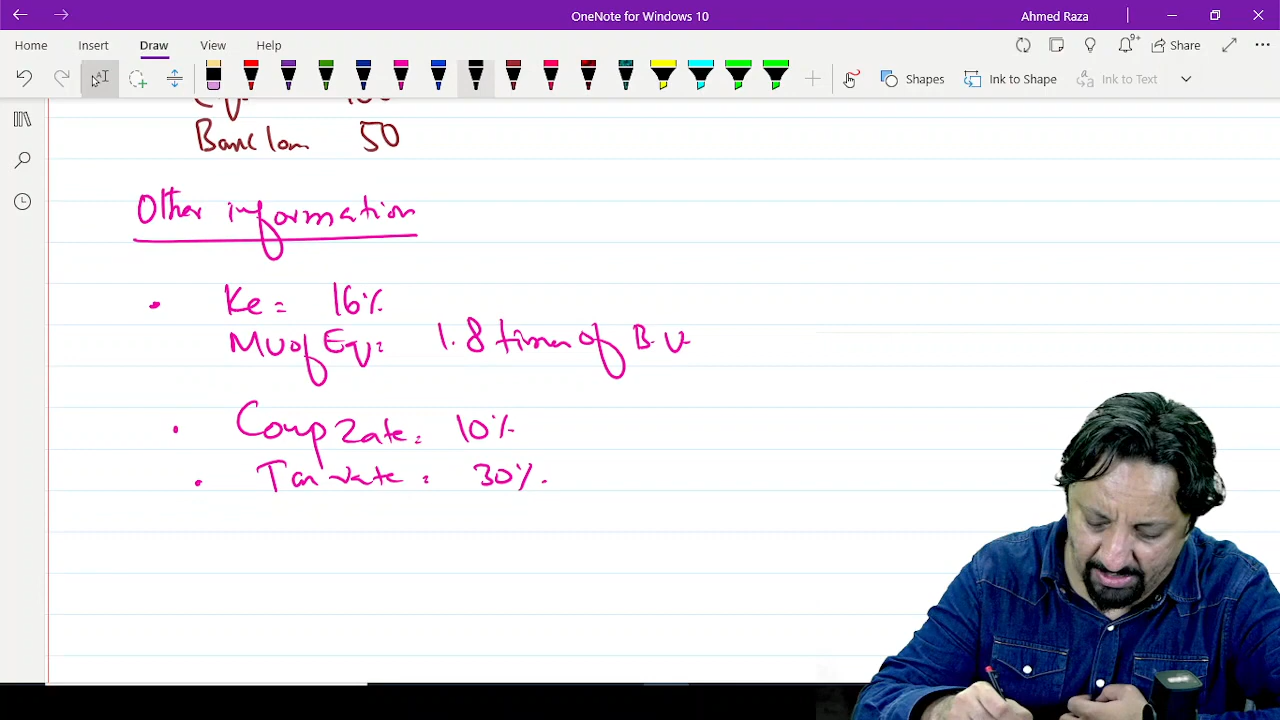 OneNote for Windows 10
Ahmed Raza
Home Insert Draw View Help
Share
Shapes Ink to Shape Ink to Text
Bank loan 50
Other information
Ke = 16%
MV of Eq = 1.8 times of B.V
Coup rate = 10%
Tax rate = 30%